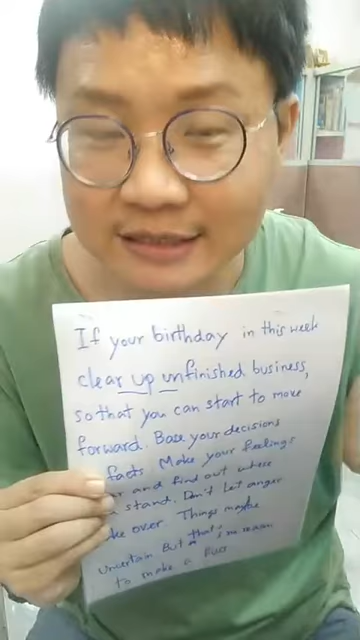 If your birthday in this week
clear up unfinished business,
so that you can start to move
forward. Base your decisions
facts Make your feelings
and find out where
stand. Don't let anger
over. Things maybe
uncertain But that's no reason
to make a Fuss